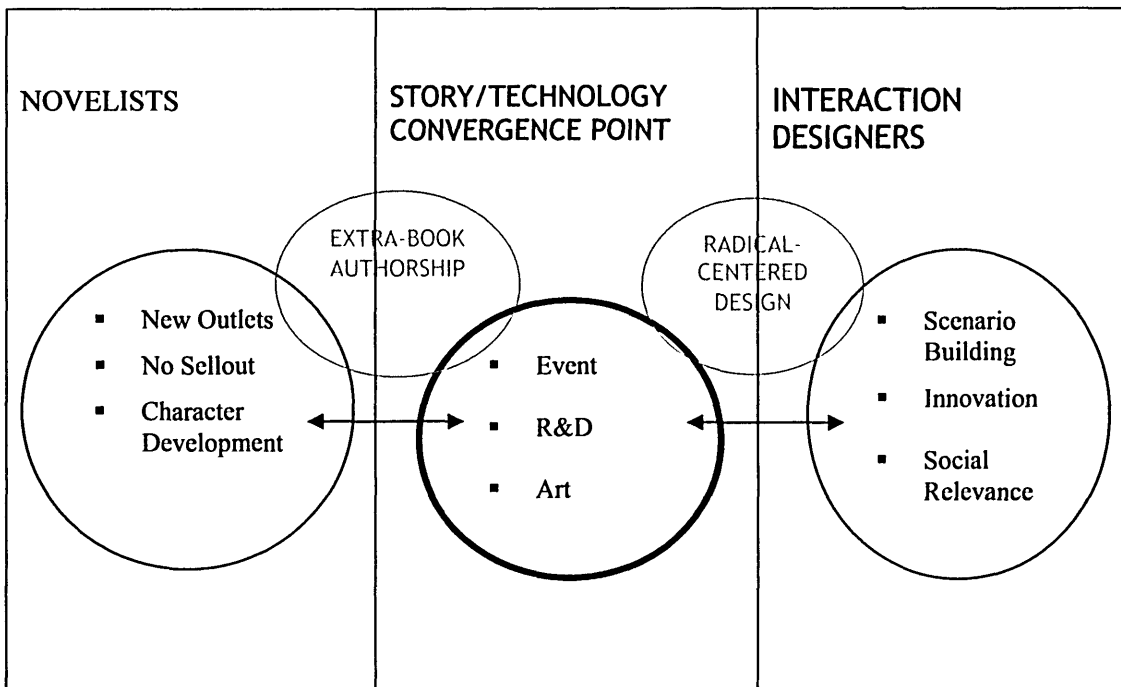 NOVELISTS
STORY/TECHNOLOGY
CONVERGENCE POINT
INTERACTION
DESIGNERS
EXTRA-BOOK
AUTHORSHIP
RADICAL-
CENTERED
DESIGN
▪ New Outlets
▪ No Sellout
▪ Character
Development
▪ Event
▪ R&D
▪ Art
▪ Scenario
Building
▪ Innovation
▪ Social
Relevance